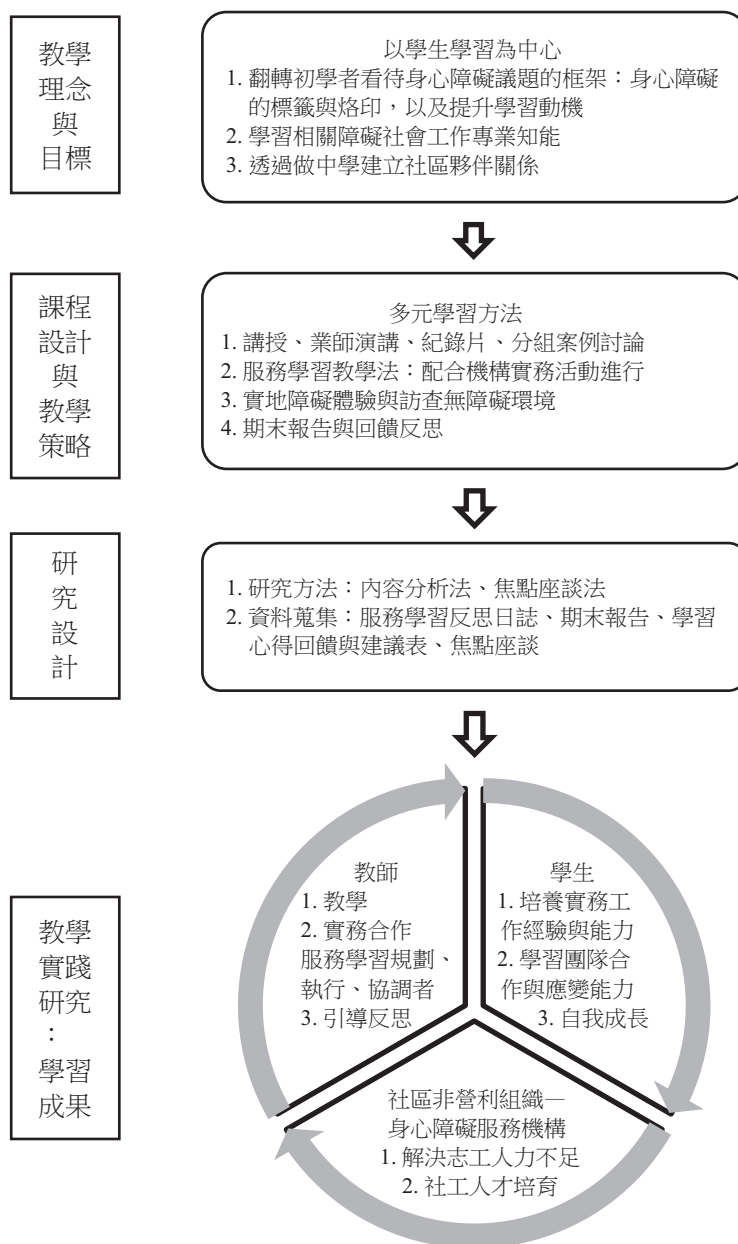 教學
理念
與
目標
以學生學習為中心
1. 翻轉初學者看待身心障礙議題的框架：身心障礙
的標籤與烙印，以及提升學習動機
2. 學習相關障礙社會工作專業知能
3. 透過做中學建立社區夥伴關係
課程
設計
與
教學
策略
多元學習方法
1. 講授、業師演講、紀錄片、分組案例討論
2. 服務學習教學法：配合機構實務活動進行
3. 實地障礙體驗與訪查無障礙環境
4. 期末報告與回饋反思
研
究
設
計
1. 研究方法：內容分析法、焦點座談法
2. 資料蒐集：服務學習反思日誌、期末報告、學習
心得回饋與建議表、焦點座談
教學
實踐
研究
：
學習
成果
教師
1. 教學
2. 實務合作
服務學習規劃、
執行、協調者
3. 引導反思
學生
1. 培養實務工
作經驗與能力
2. 學習團隊合
作與應變能力
3. 自我成長
社區非營利組織—
身心障礙服務機構
1. 解決志工人力不足
2. 社工人才培育